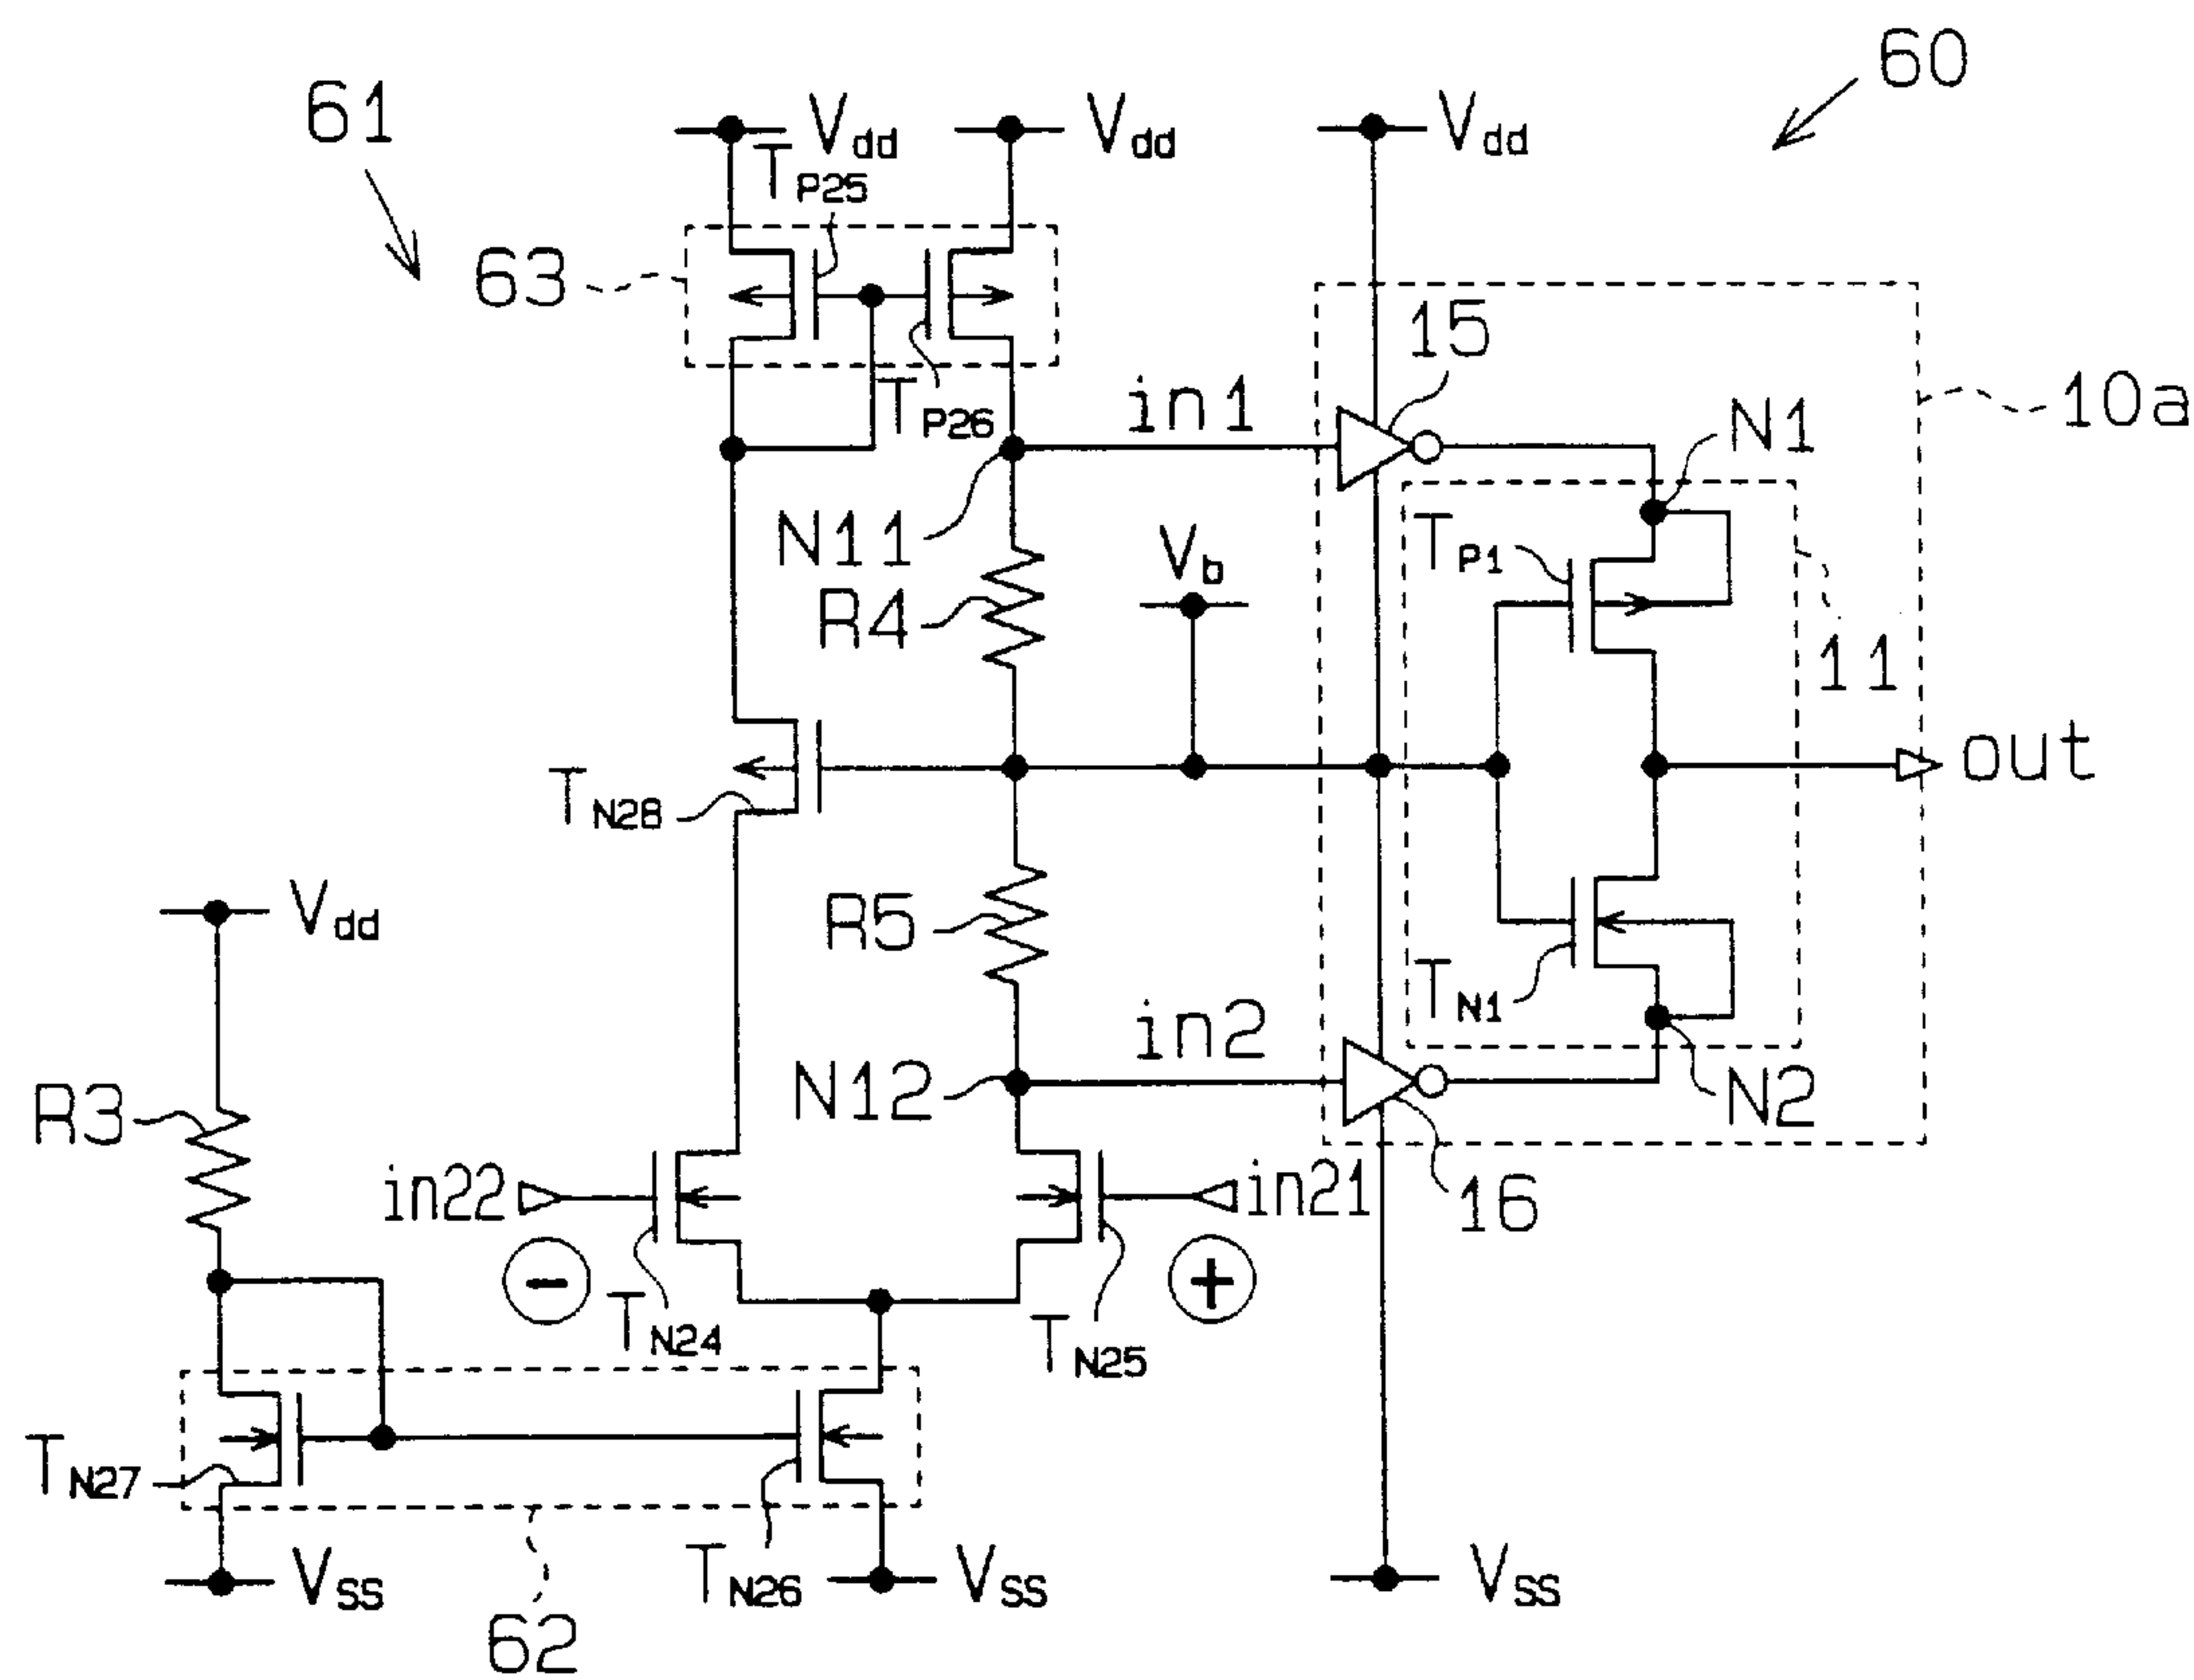 60
61
Vdd
Vdd
Vdd
TP25
63
15
TP26
in1
10a
N1
N11
TP1
Vb
R4
11
out
TN28
Vdd
R5
TN1
in2
N12
N2
R3
in22
in21
16
−
+
TN24
TN25
TN27
TN26
VSS
VSS
VSS
62